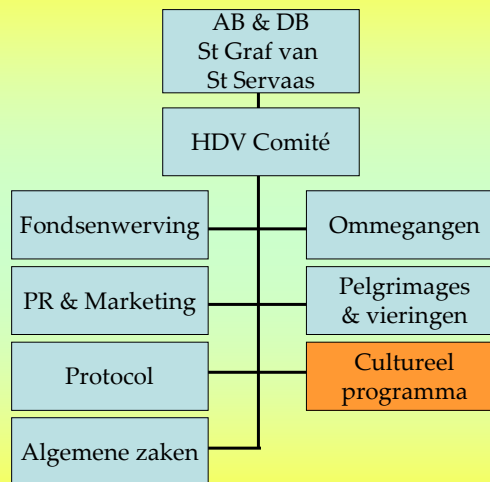 AB & DB
St Graf van
St Servaas
HDV Comité
Fondsenwerving
Ommegangen
PR & Marketing
Pelgrimages
& vieringen
Protocol
Cultureel
programma
Algemene zaken